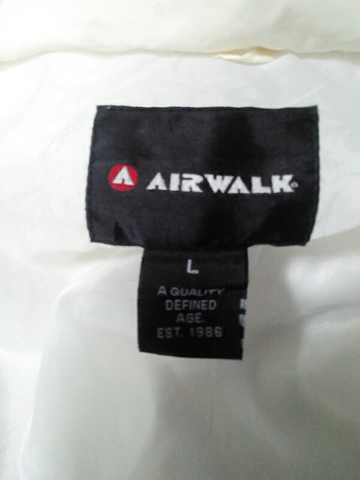 AIRWALK®
L
A QUALITY
DEFINED
AGE.
EST. 1986